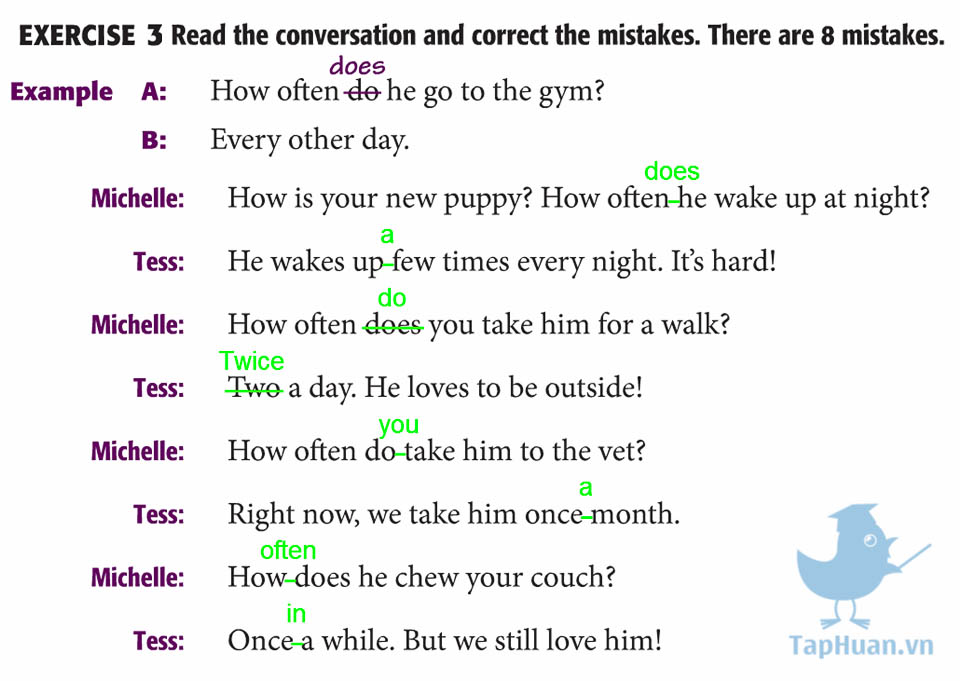 EXERCISE 3 Read the conversation and correct the mistakes. There are 8 mistakes.
does
Example A: How often do he go to the gym?
B: Every other day.
does
Michelle: How is your new puppy? How often he wake up at night?
a
Tess: He wakes up few times every night. It's hard!
do
Michelle: How often does you take him for a walk?
Twice
Tess: Two a day. He loves to be outside!
you
Michelle: How often do take him to the vet?
a
Tess: Right now, we take him once month.
often
Michelle: How does he chew your couch?
in
Tess: Once a while. But we still love him!
TapHuan.vn